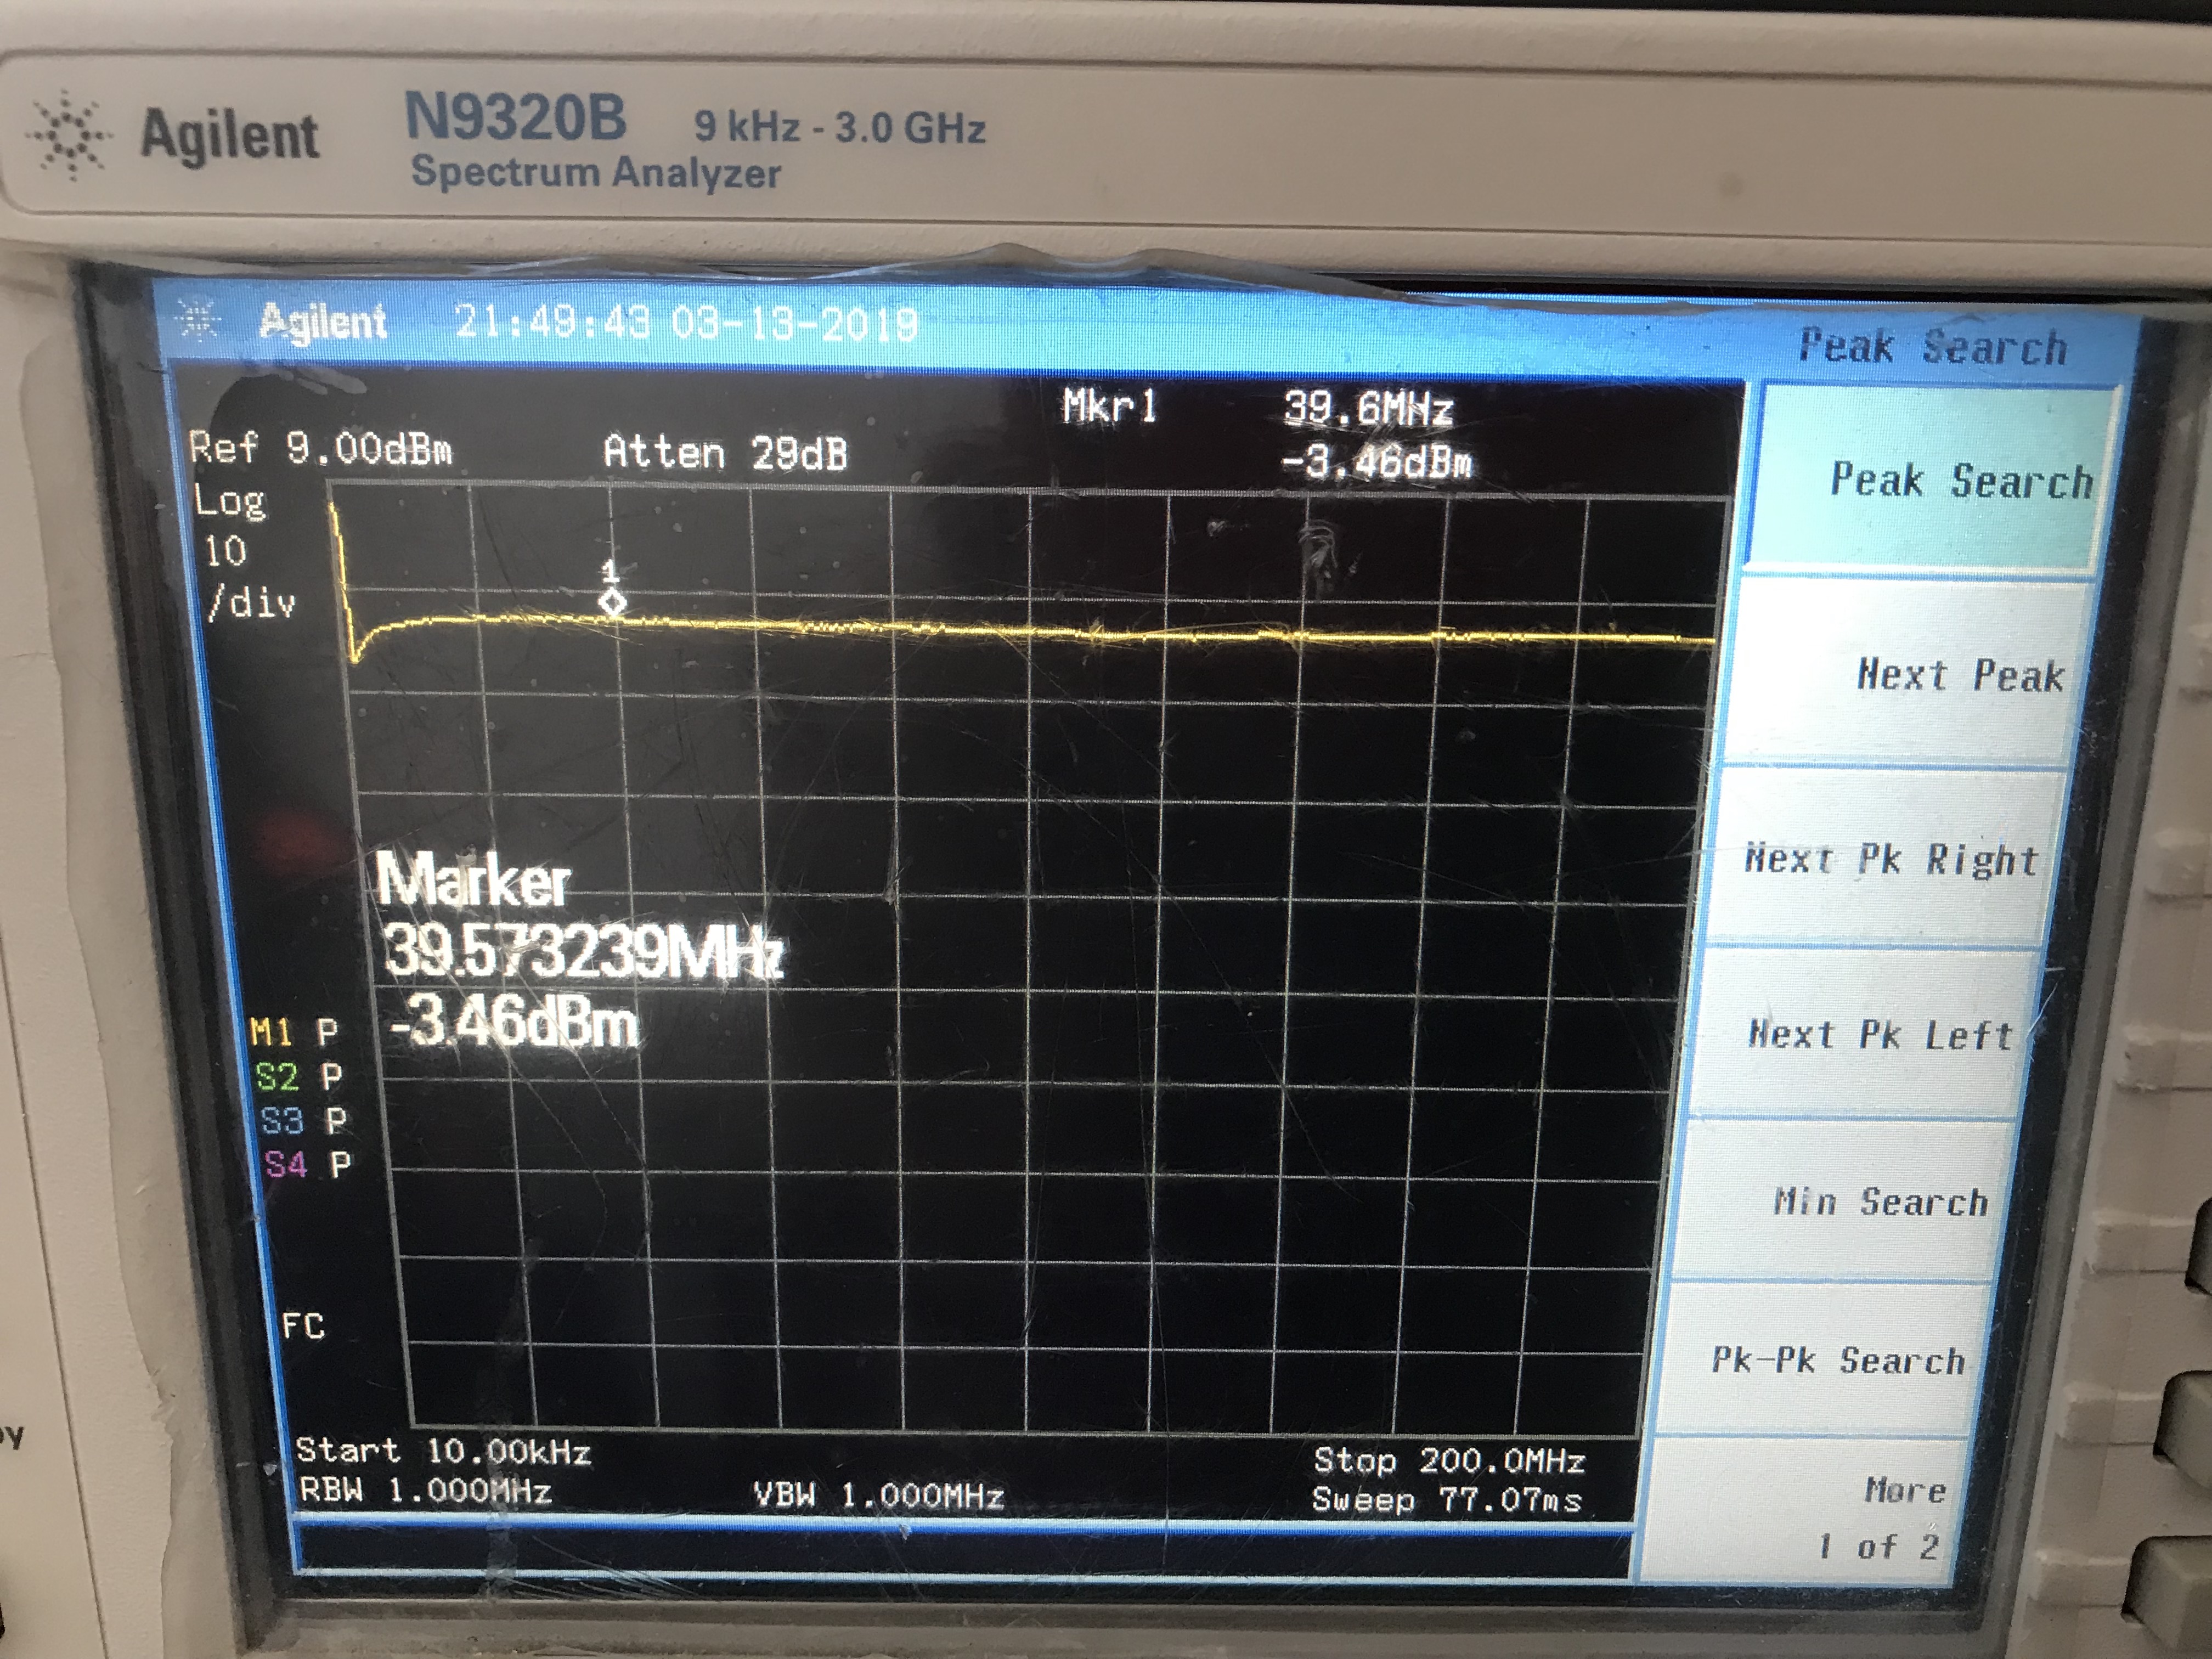 Agilent N9320B 9 kHz - 3.0 GHz
Spectrum Analyzer
Agilent 21:49:43 03-13-2019 Peak Search
Mkr1 39.6MHz
Ref 9.00dBm Atten 29dB -3.46dBm
Log
10
/div
1
Peak Search
Next Peak
Next Pk Right
Next Pk Left
Min Search
Pk-Pk Search
More
1 of 2
Marker
39.573239MHz
-3.46dBm
M1 P
S2 P
S3 P
S4 P
FC
Start 10.00kHz Stop 200.0MHz
RBW 1.000MHz VBW 1.000MHz Sweep 77.07ms